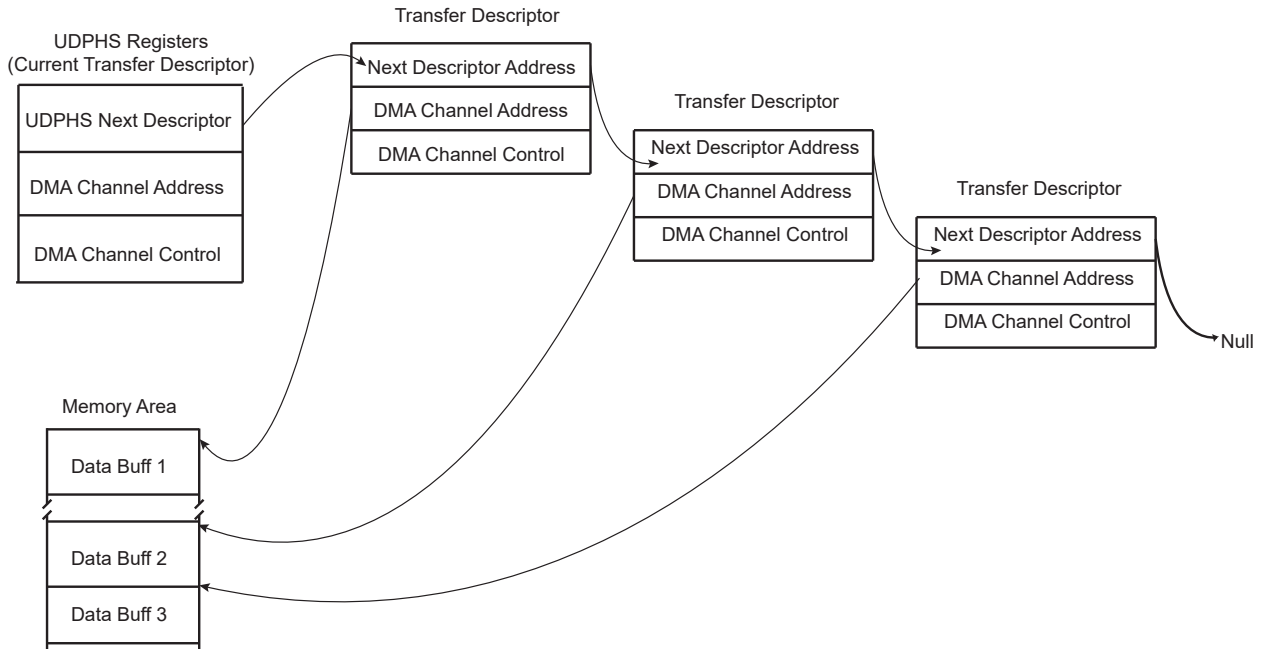 Transfer Descriptor
UDPHS Registers
(Current Transfer Descriptor)
UDPHS Next Descriptor
DMA Channel Address
DMA Channel Control
Next Descriptor Address
DMA Channel Address
DMA Channel Control
Transfer Descriptor
Next Descriptor Address
DMA Channel Address
DMA Channel Control
Transfer Descriptor
Next Descriptor Address
DMA Channel Address
DMA Channel Control
Null
Memory Area
Data Buff 1
Data Buff 2
Data Buff 3